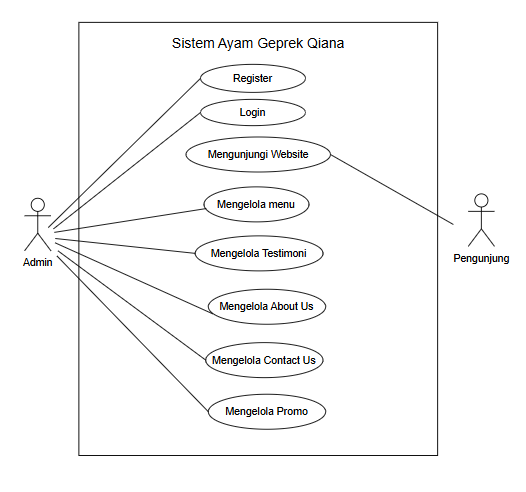 Sistem Ayam Geprek Qiana
Register
Login
Mengunjungi Website
Mengelola menu
Mengelola Testimoni
Admin
Pengunjung
Mengelola About Us
Mengelola Contact Us
Mengelola Promo